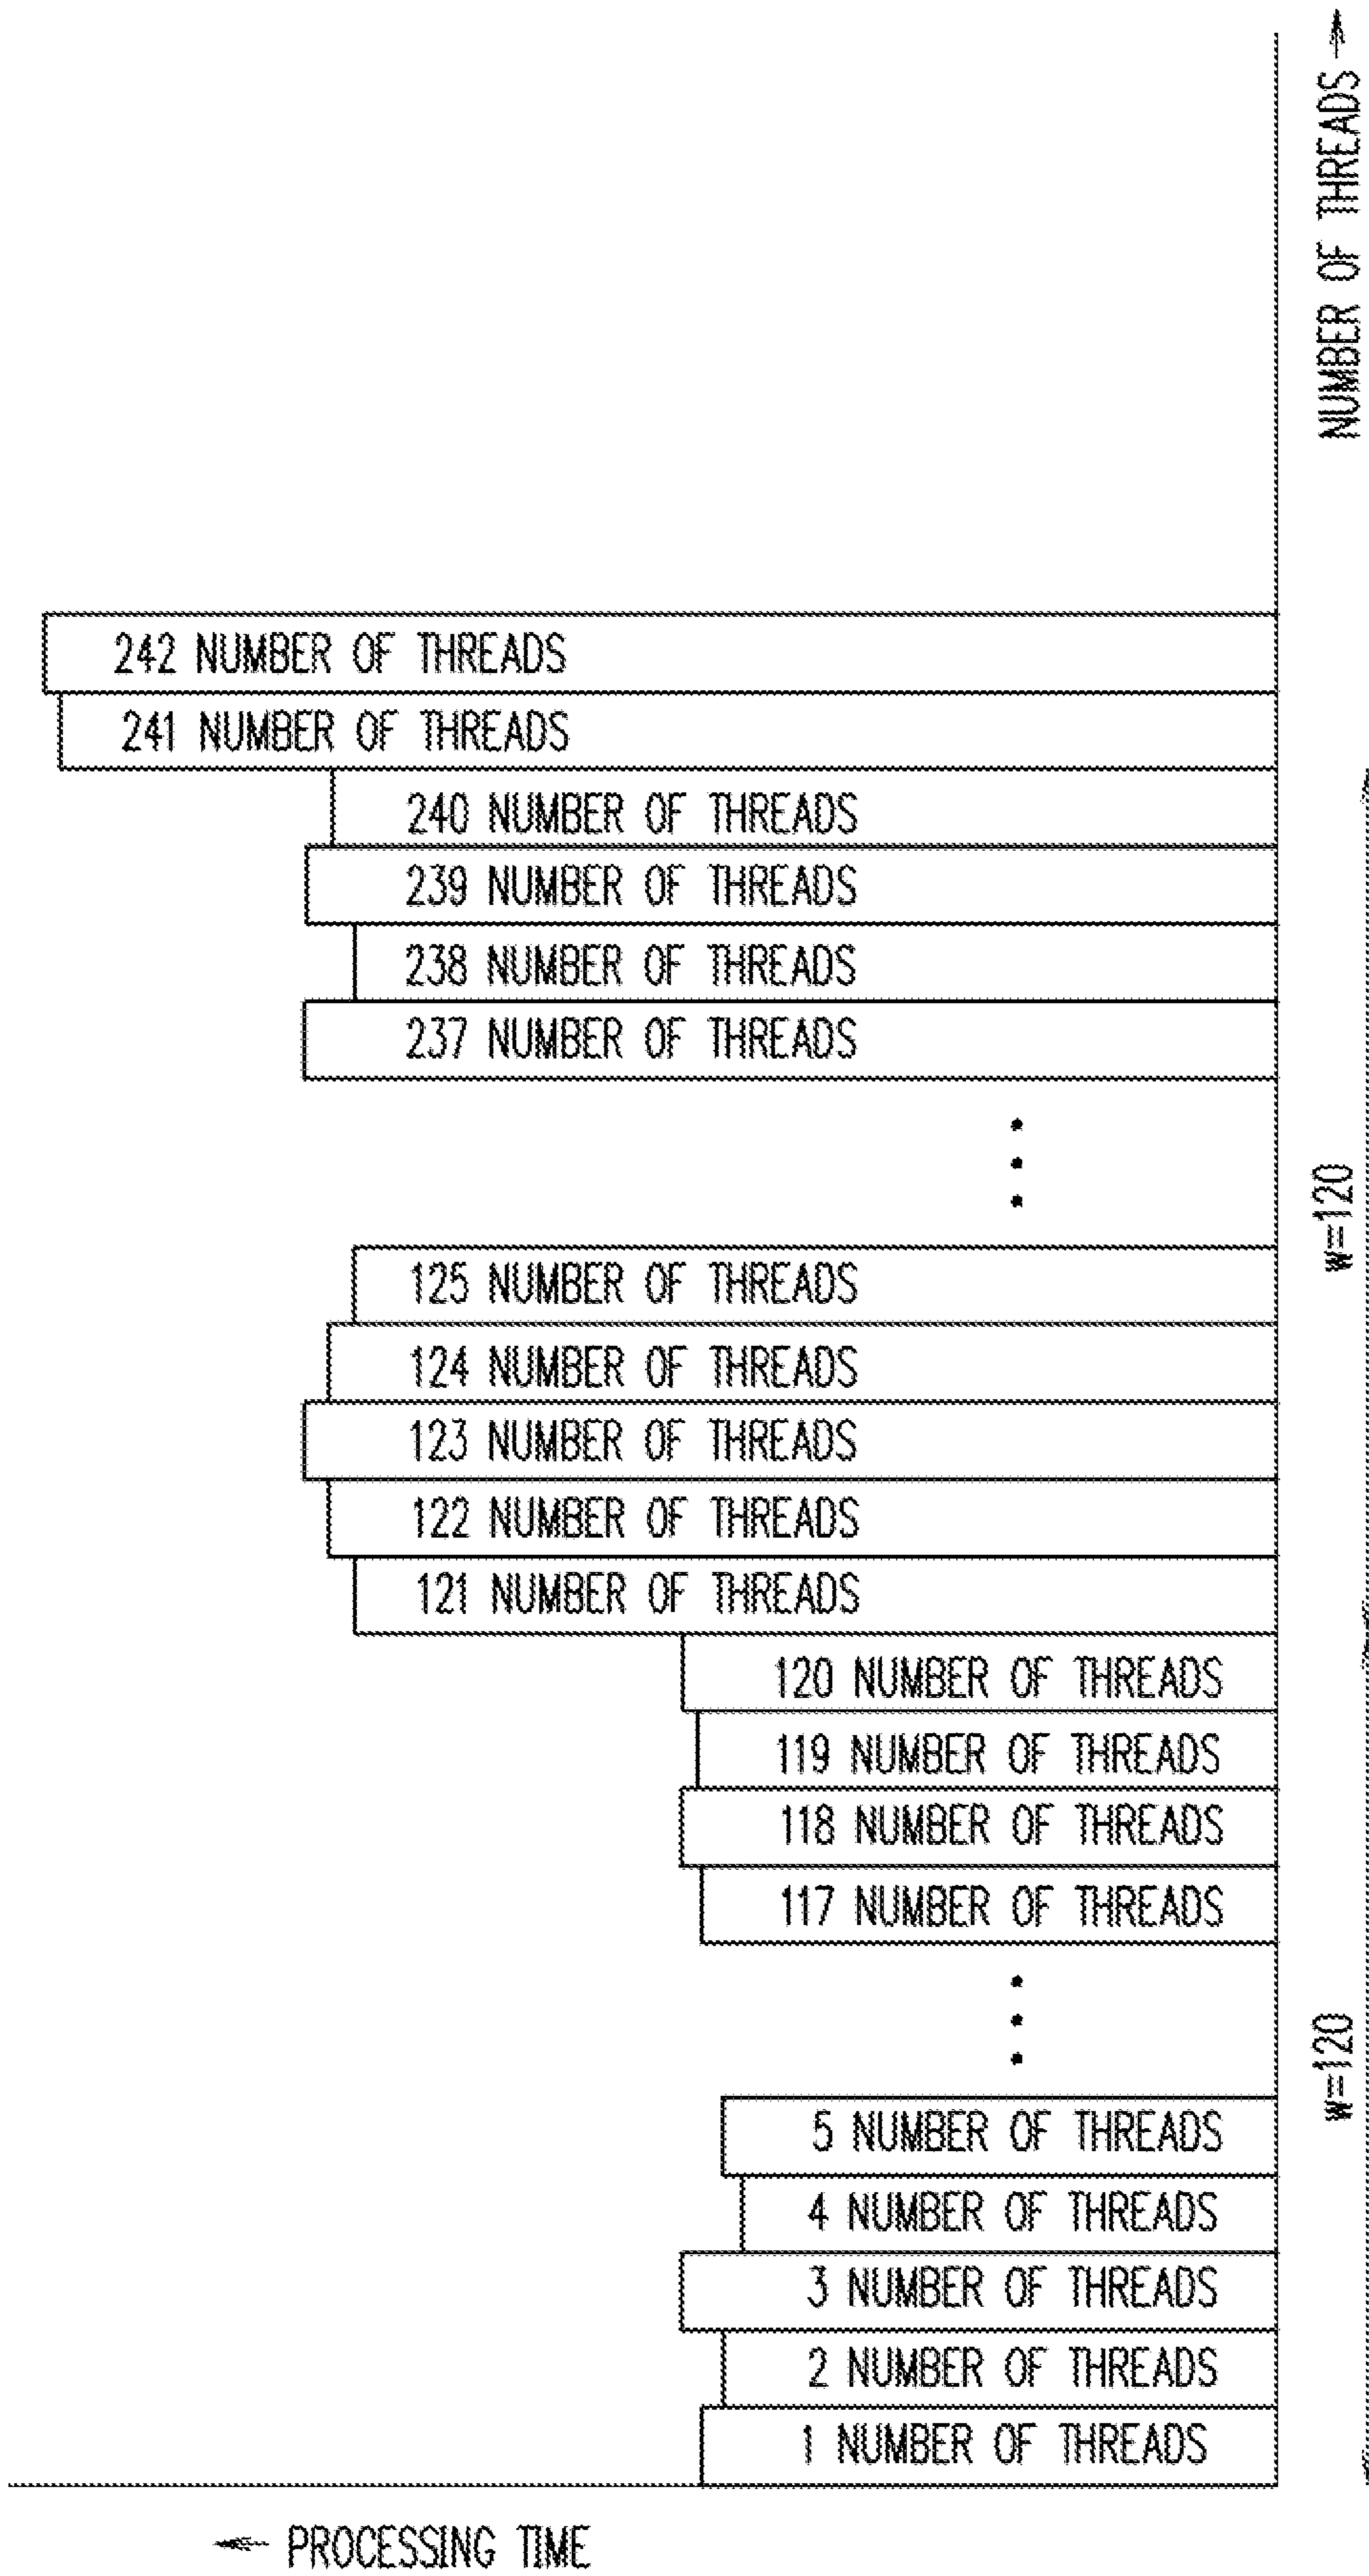 NUMBER OF THREADS
242 NUMBER OF THREADS
241 NUMBER OF THREADS
240 NUMBER OF THREADS
239 NUMBER OF THREADS
238 NUMBER OF THREADS
237 NUMBER OF THREADS
w=120
125 NUMBER OF THREADS
124 NUMBER OF THREADS
123 NUMBER OF THREADS
122 NUMBER OF THREADS
121 NUMBER OF THREADS
120 NUMBER OF THREADS
119 NUMBER OF THREADS
118 NUMBER OF THREADS
117 NUMBER OF THREADS
w=120
5 NUMBER OF THREADS
4 NUMBER OF THREADS
3 NUMBER OF THREADS
2 NUMBER OF THREADS
1 NUMBER OF THREADS
PROCESSING TIME